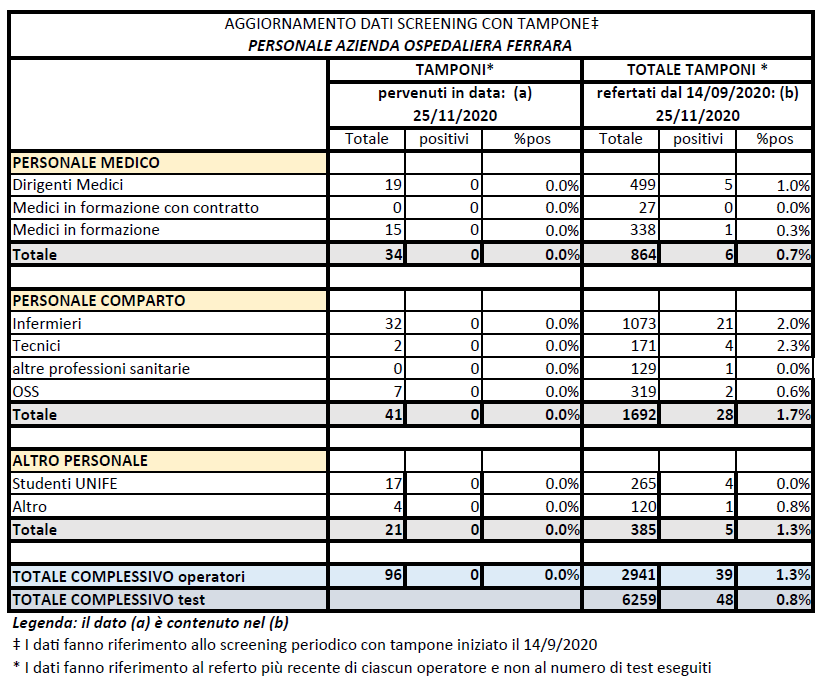 AGGIORNAMENTO DATI SCREENING CON TAMPONE‡
PERSONALE AZIENDA OSPEDALIERA FERRARA
TAMPONI* TOTALE TAMPONI *
pervenuti in data: (a) refertati dal 14/09/2020: (b)
25/11/2020 25/11/2020
Totale positivi %pos Totale positivi %pos
PERSONALE MEDICO
Dirigenti Medici 19 0 0.0% 499 5 1.0%
Medici in formazione con contratto 0 0 0.0% 27 0 0.0%
Medici in formazione 15 0 0.0% 338 1 0.3%
Totale 34 0 0.0% 864 6 0.7%
PERSONALE COMPARTO
Infermieri 32 0 0.0% 1073 21 2.0%
Tecnici 2 0 0.0% 171 4 2.3%
altre professioni sanitarie 0 0 0.0% 129 1 0.0%
OSS 7 0 0.0% 319 2 0.6%
Totale 41 0 0.0% 1692 28 1.7%
ALTRO PERSONALE
Studenti UNIFE 17 0 0.0% 265 4 0.0%
Altro 4 0 0.0% 120 1 0.8%
Totale 21 0 0.0% 385 5 1.3%
TOTALE COMPLESSIVO operatori 96 0 0.0% 2941 39 1.3%
TOTALE COMPLESSIVO test 6259 48 0.8%
Legenda: il dato (a) è contenuto nel (b)
‡ I dati fanno riferimento allo screening periodico con tampone iniziato il 14/9/2020
* I dati fanno riferimento al referto più recente di ciascun operatore e non al numero di test eseguiti